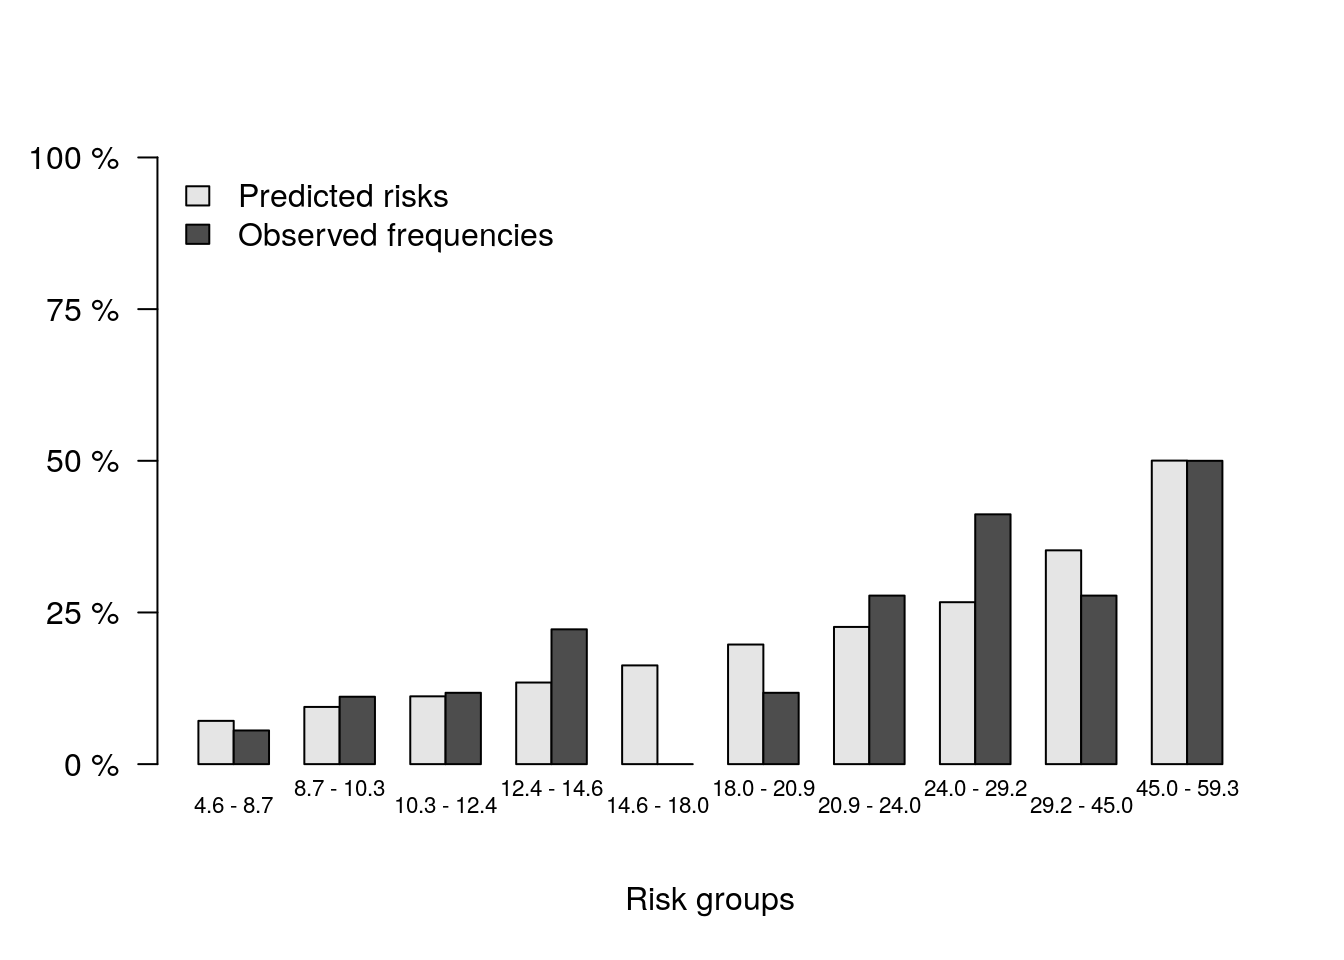 100 %
75 %
50 %
25 %
0 %
Predicted risks
Observed frequencies
4.6 - 8.7
8.7 - 10.3
10.3 - 12.4
12.4 - 14.6
14.6 - 18.0
18.0 - 20.9
20.9 - 24.0
24.0 - 29.2
29.2 - 45.0
45.0 - 59.3
Risk groups